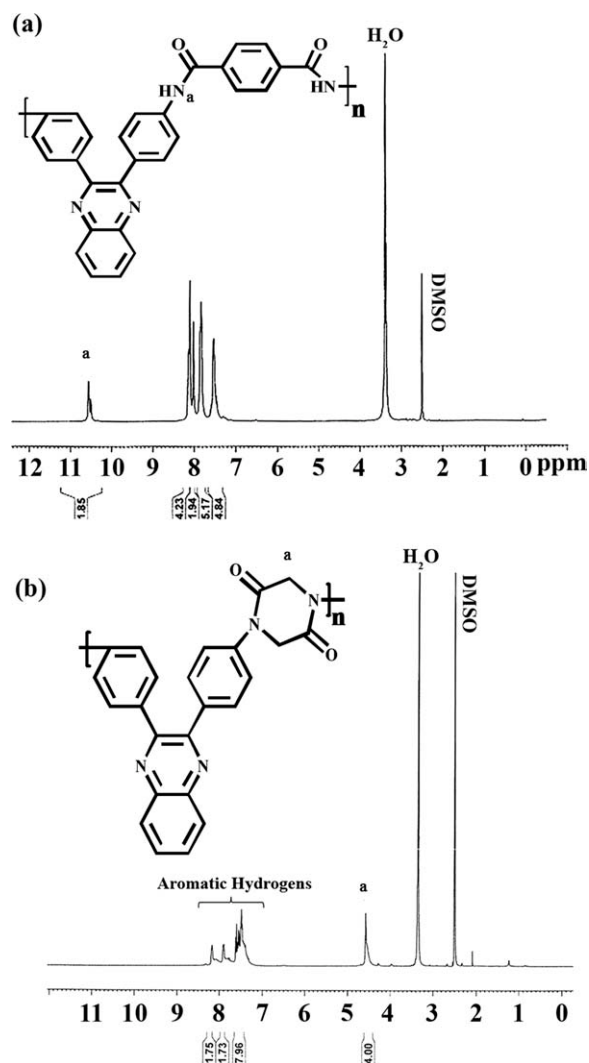 (a)
O
O
HN
a
HN
n
N
N
H2O
DMSO
a
12 11 10 9 8 7 6 5 4 3 2 1 0 ppm
1.85
4.23
1.94
5.17
4.84
(b)
a
O
N
n
N
O
N
N
H2O
DMSO
Aromatic Hydrogens
a
11 10 9 8 7 6 5 4 3 2 1 0
1.75
1.73
7.96
4.00